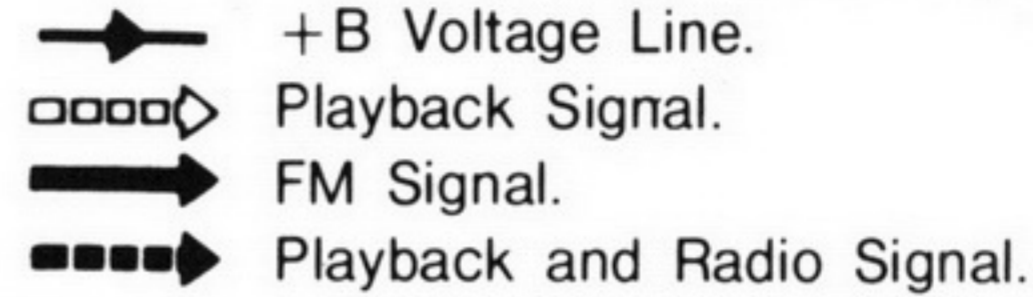 +B Voltage Line.
Playback Signal.
FM Signal.
Playback and Radio Signal.